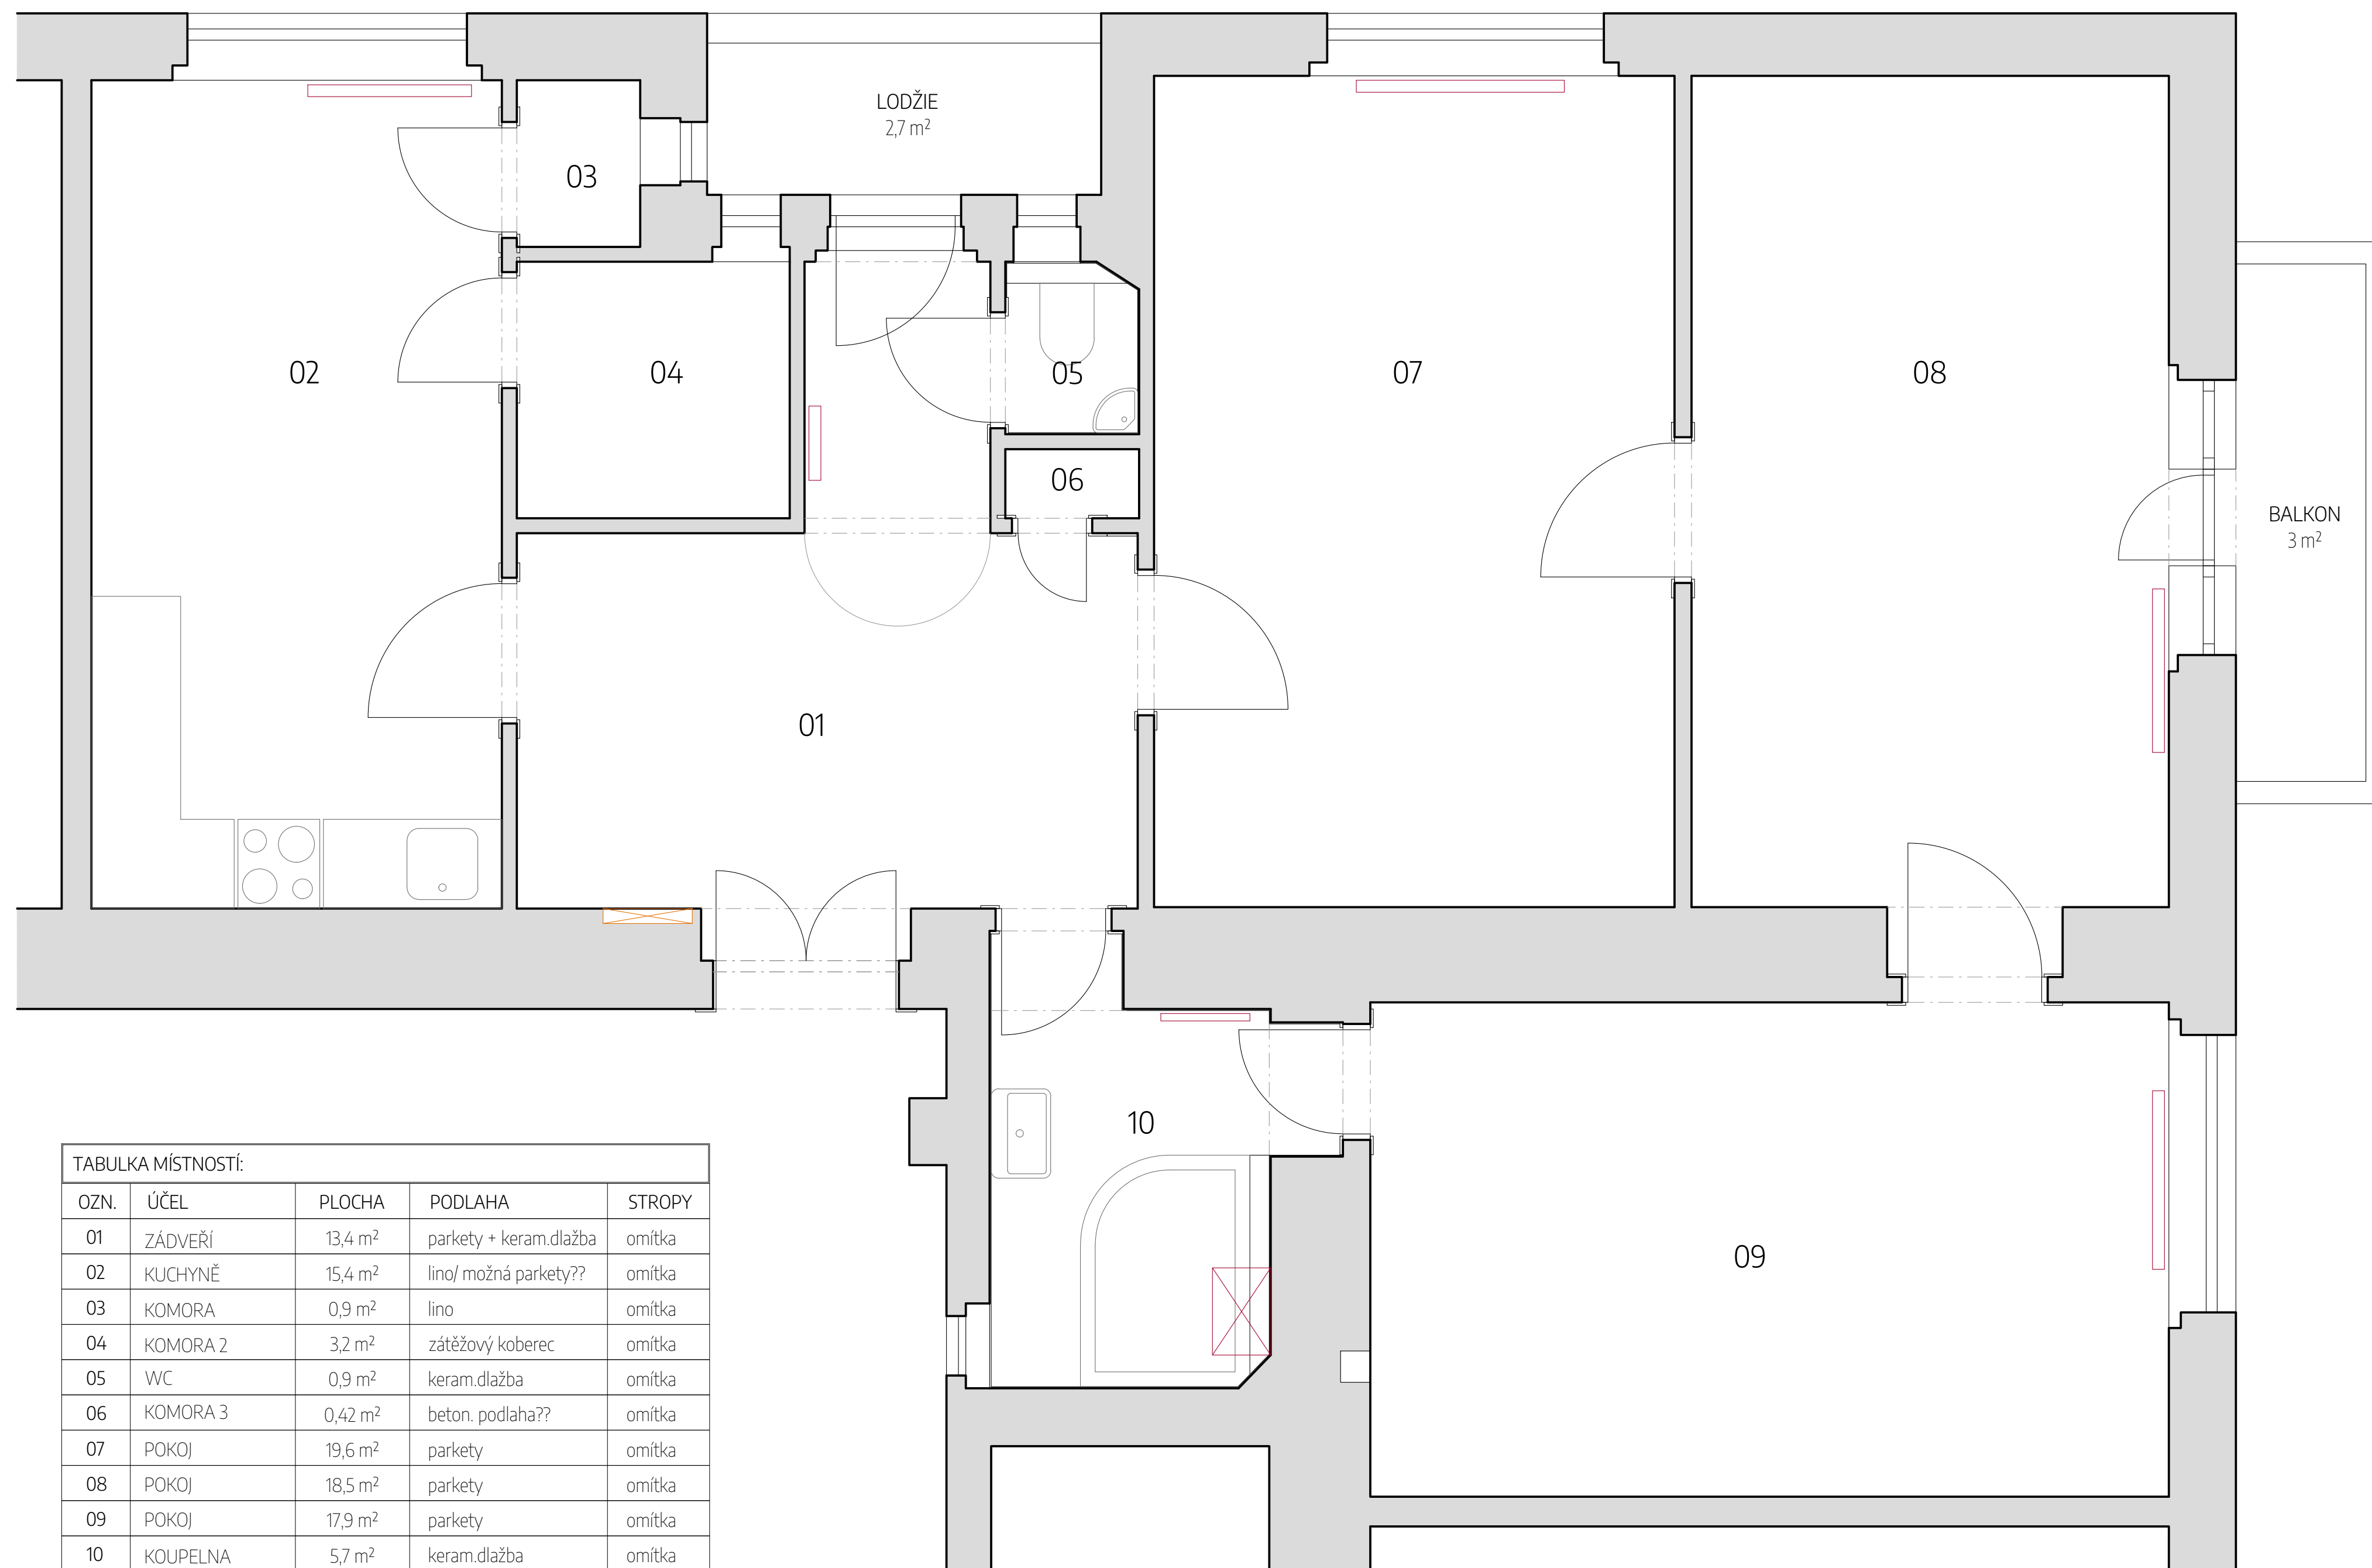 LODŽIE
2,7 m²
03
02
04
05
07
08
06
BALKON
3 m²
01
10
09
TABULKA MÍSTNOSTÍ:
OZN. ÚČEL PLOCHA PODLAHA STROPY
01 ZÁDVEŘÍ 13,4 m² parkety + keram.dlažba omítka
02 KUCHYNĚ 15,4 m² lino/ možná parkety?? omítka
03 KOMORA 0,9 m² lino omítka
04 KOMORA 2 3,2 m² zátěžový koberec omítka
05 WC 0,9 m² keram.dlažba omítka
06 KOMORA 3 0,42 m² beton. podlaha?? omítka
07 POKOJ 19,6 m² parkety omítka
08 POKOJ 18,5 m² parkety omítka
09 POKOJ 17,9 m² parkety omítka
10 KOUPELNA 5,7 m² keram.dlažba omítka